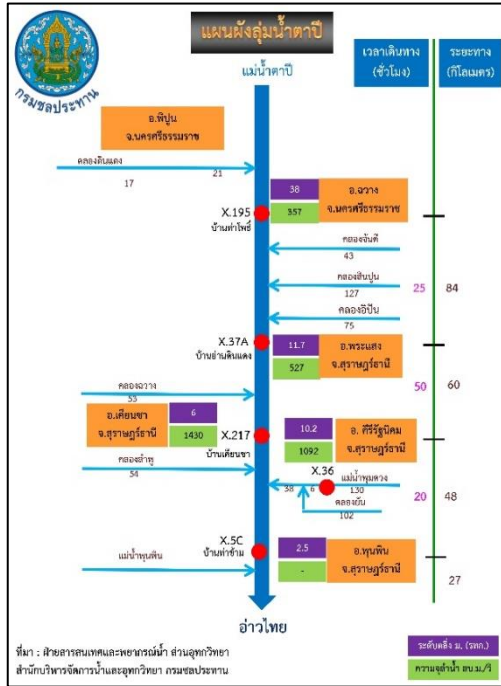 แผนผังลุ่มน้ำตาปี
กรมชลประทาน
แม่น้ำตาปี
เวลาเดินทาง
(ชั่วโมง)
ระยะทาง
(กิโลเมตร)
อ.พิปูน
จ.นครศรีธรรมราช
คลองดินแดง
21
17
X.195
บ้านท่าโพธิ์
38
357
อ.ฉวาง
จ.นครศรีธรรมราช
คลองจันดี
43
คลองสินปุน
127
25
84
คลองอิปัน
75
X.37A
บ้านย่านดินแดง
11.7
527
อ.พระแสง
จ.สุราษฎร์ธานี
50
60
คลองฉวาง
53
อ.เคียนซา
จ.สุราษฎร์ธานี
6
1430
X.217
บ้านเคียนซา
10.2
1092
อ. คีรีรัฐนิคม
จ.สุราษฎร์ธานี
คลองลำพู
54
X.36
แม่น้ำพุมดวง
38
6
130
คลองยัน
102
20
48
X.5C
บ้านท่าข้าม
2.5
-
อ.พุนพิน
จ.สุราษฎร์ธานี
แม่น้ำพุนพิน
27
อ่าวไทย
ที่มา : ฝ่ายสารสนเทศและพยากรณ์น้ำ ส่วนอุทกวิทยา
สำนักบริหารจัดการน้ำและอุทกวิทยา กรมชลประทาน
ระดับตลิ่ง ม. (รทก.)
ความจุลำน้ำ ลบ.ม./วิ